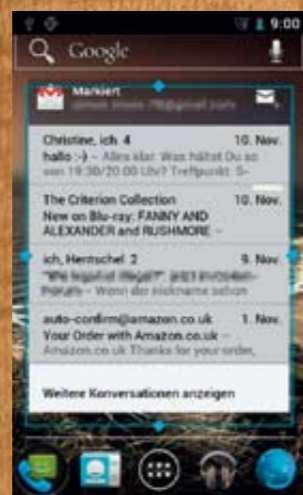 9:00
Google
Markiert
Christine, ich 4 10. Nov.
hallo :-) – Alles klar. Was hältst Du so
von 19:30/20:00 Uhr? Treffpunkt: S-
The Criterion Collection 10. Nov.
New on Blu-ray: FANNY AND
ALEXANDER and RUSHMORE –
ich, Hentschel 2 9. Nov.
– Wenn der nickname schon
auto-confirm@amazon.co.uk 1. Nov.
Your Order with Amazon.co.uk –
Amazon.co.uk Thanks for your order,
Weitere Konversationen anzeigen